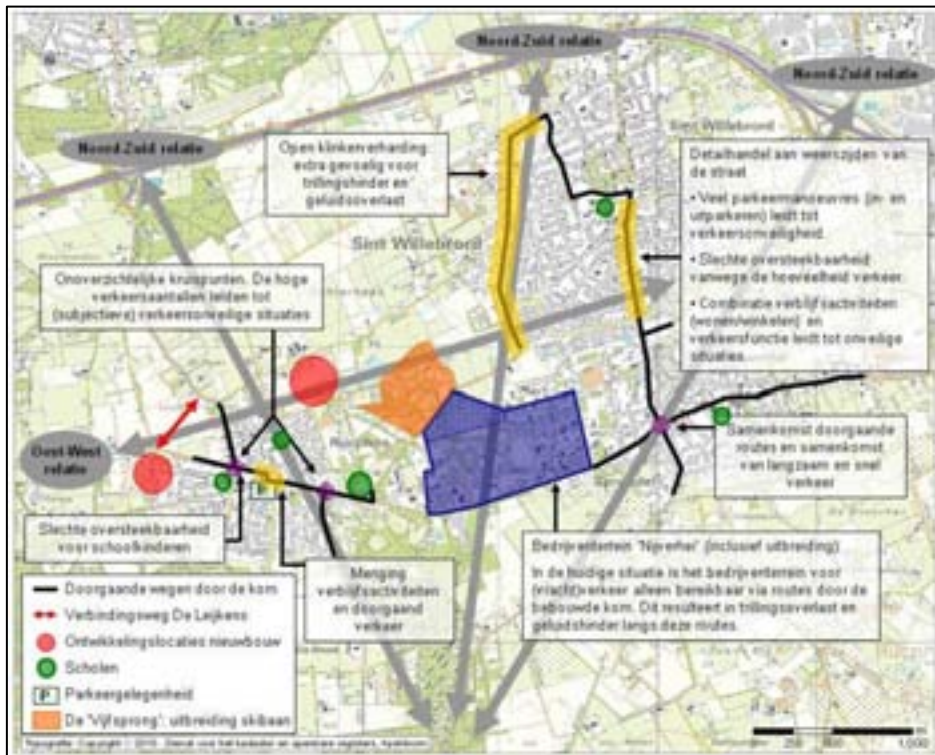 Noord-Zuid relatie
Noord-Zuid relatie
Noord-Zuid relatie
Sint Willebrord
Open klinkerverharding
extra gevoelig voor
trillingshinder en
geluidsoverlast
Detailhandel aan weerszijden van
de straat
• Veel parkeermanoeuvres (in- en
uitparkeren) leidt tot
verkeersonveiligheid.
• Slechte oversteekbaarheid
vanwege de hoeveelheid verkeer.
• Combinatie verblijfsactiviteiten
(wonen/winkelen) en
verkeersfunctie leidt tot onveilige
situaties.
Sint Willebrord
Onoverzichtelijke kruispunten. De hoge
verkeersaantallen leiden tot
(subjectieve) verkeersonveilige situaties
Oost-West
relatie
Samenkomst doorgaande
routes en samenkomst
van langzaam en snel
verkeer
Slechte oversteekbaarheid
voor schoolkinderen
Menging
verblijfsactiviteiten
en doorgaand
verkeer
Bedrijventerrein 'Nijverhei' (inclusief uitbreiding)
In de huidige situatie is het bedrijventerrein voor
(vracht)verkeer alleen bereikbaar via routes door de
bebouwde kom. Dit resulteert in trillingsoverlast en
geluidshinder langs deze routes.
Doorgaande wegen door de kom
Verbindingsweg De Leijkens
Ontwikkelingslocaties nieuwbouw
Scholen
P Parkeergelegenheid
De 'Vijfsprong': uitbreiding skibaan